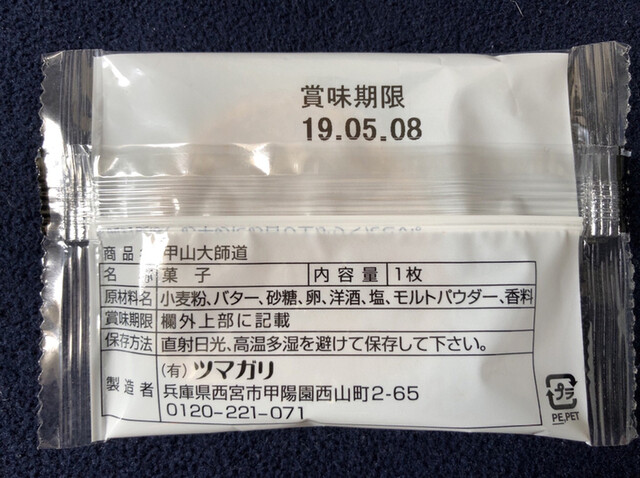 賞味期限
19.05.08
商品 甲山大師道
名 菓子 内容量 1枚
原材料名 小麦粉、バター、砂糖、卵、洋酒、塩、モルトパウダー、香料
賞味期限 欄外上部に記載
保存方法 直射日光、高温多湿を避けて保存して下さい。
製造者 (有)ツマガリ
兵庫県西宮市甲陽園西山町2-65
0120-221-071
プラ
PE,PET